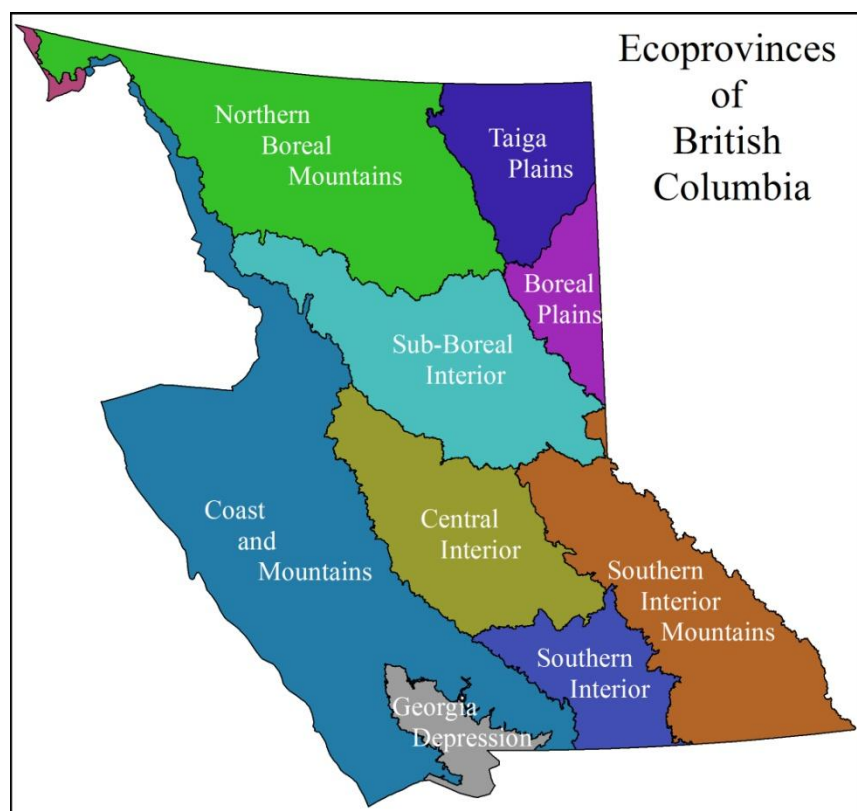 Ecoprovinces
of
British
Columbia
Northern
Boreal
Mountains
Taiga
Plains
Boreal
Plains
Sub-Boreal
Interior
Coast
and
Mountains
Central
Interior
Southern
Interior
Mountains
Southern
Interior
Georgia
Depression